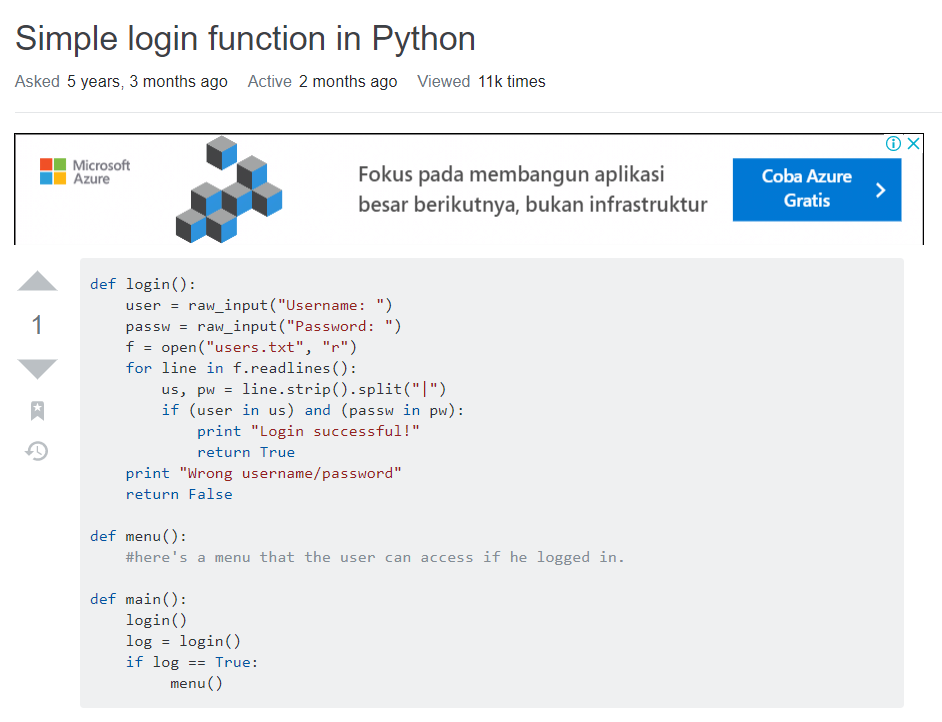 Simple login function in Python
Asked 5 years, 3 months ago Active 2 months ago Viewed 11k times
Microsoft
Azure
Fokus pada membangun aplikasi
besar berikutnya, bukan infrastruktur
Coba Azure
Gratis
1
def login():
    user = raw_input("Username: ")
    passw = raw_input("Password: ")
    f = open("users.txt", "r")
    for line in f.readlines():
        us, pw = line.strip().split("|")
        if (user in us) and (passw in pw):
            print "Login successful!"
            return True
    print "Wrong username/password"
    return False

def menu():
    #here's a menu that the user can access if he logged in.

def main():
    login()
    log = login()
    if log == True:
         menu()